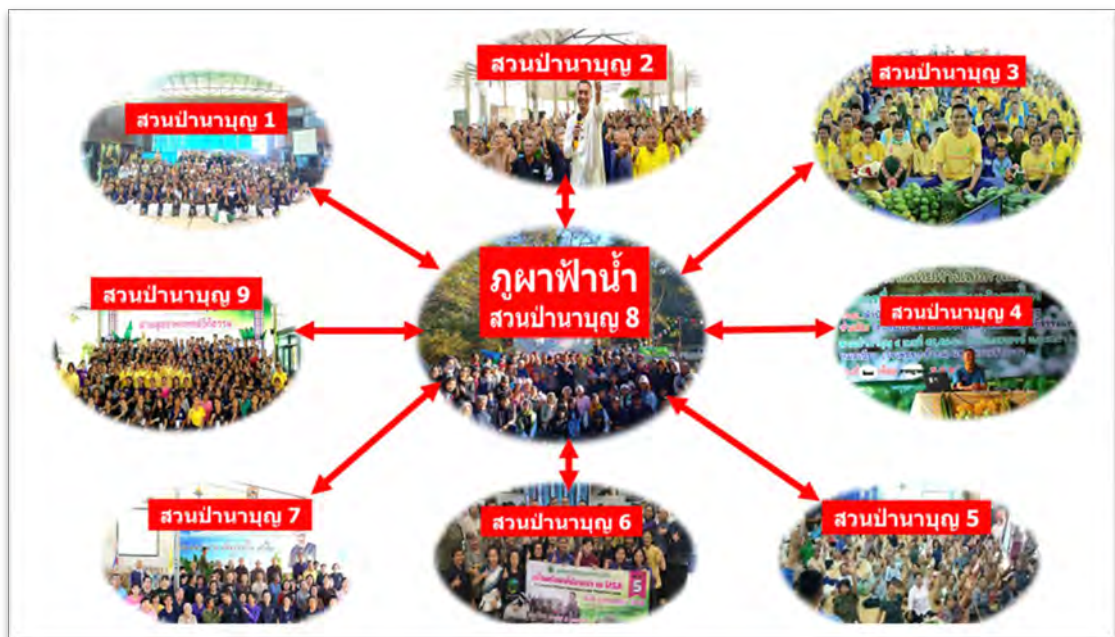 สวนป่านาบุญ 1
สวนป่านาบุญ 2
สวนป่านาบุญ 3
สวนป่านาบุญ 9
ภูผาฟ้าน้ำ
สวนป่านาบุญ 8
สวนป่านาบุญ 4
สวนป่านาบุญ 7
สวนป่านาบุญ 6
สวนป่านาบุญ 5
USA
5